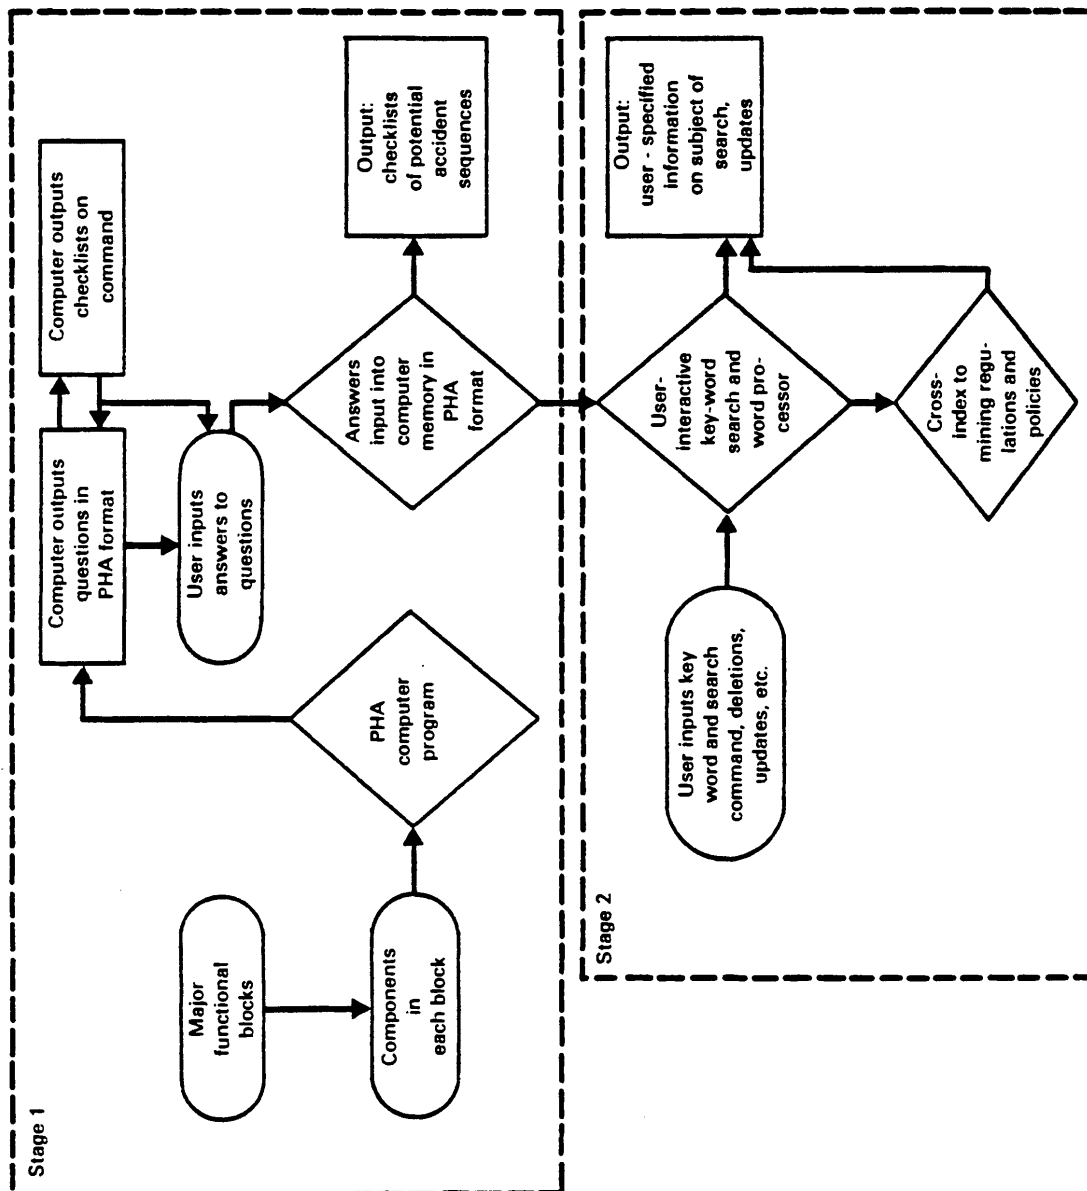 Stage 1
Major
functional
blocks
Components
in
each block
PHA
computer
program
Computer outputs
questions in
PHA format
User inputs
answers to
questions
Computer outputs
checklists on
command
Answers
input into
computer
memory in
PHA
format
Output:
checklists
of potential
accident
sequences
Stage 2
User inputs key
word and search
command, deletions,
updates, etc.
User-
interactive
key-word
search and
word pro-
cessor
Cross-
index to
mining regu-
lations and
policies
Output:
user - specified
information
on subject of
search,
updates